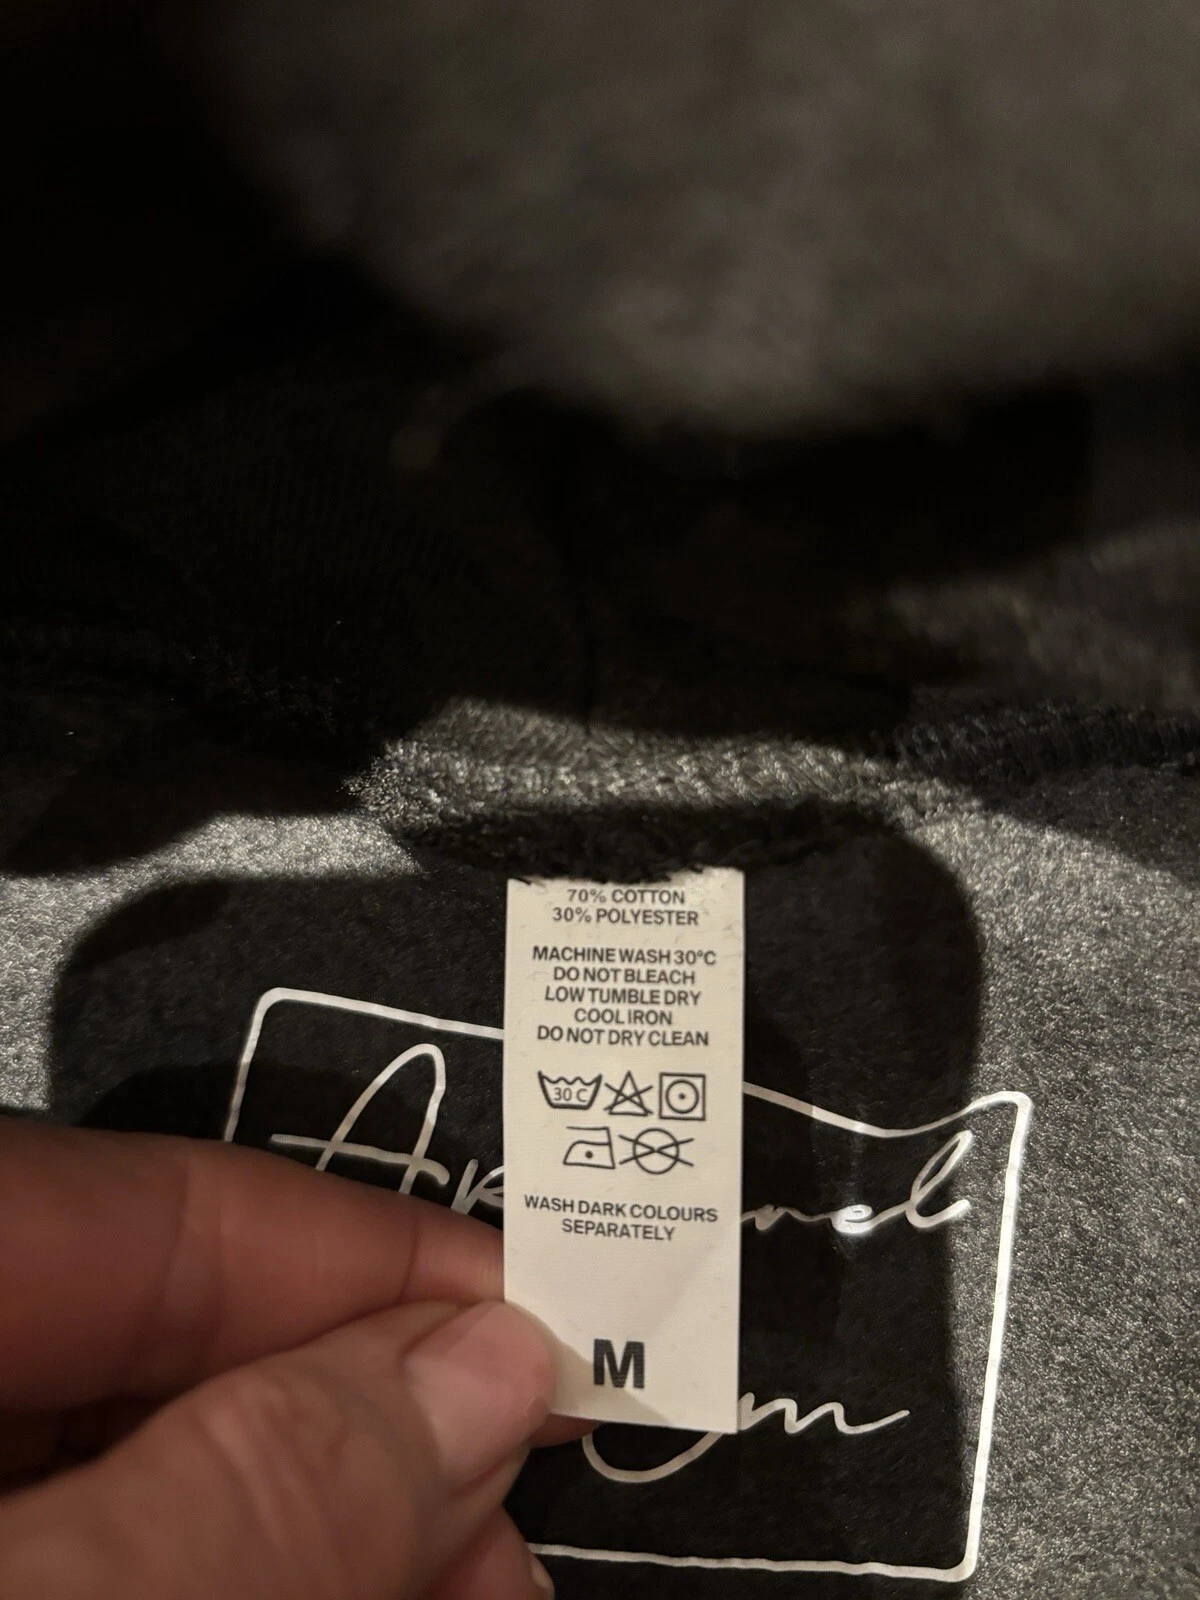 70% COTTON
30% POLYESTER
MACHINE WASH 30°C
DO NOT BLEACH
LOW TUMBLE DRY
COOL IRON
DO NOT DRY CLEAN
30 C
WASH DARK COLOURS
SEPARATELY
M